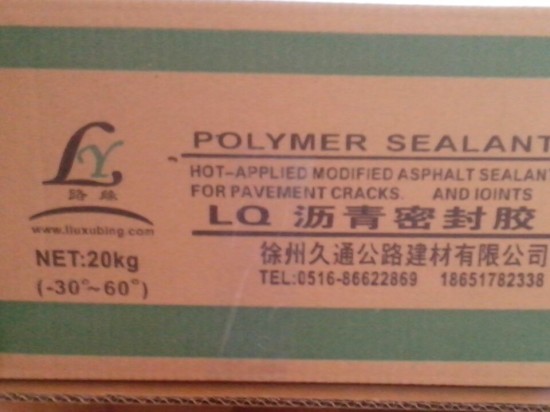 LY
路缘
www.liuxubing.com
NET:20kg
(-30°~60°)
POLYMER SEALANT
HOT-APPLIED MODIFIED ASPHALT SEALAN
FOR PAVEMENT CRACKS. AND IOINTS
LQ 沥青密封胶
徐州久通公路建材有限公司
TEL:0516-86622869 18651782338